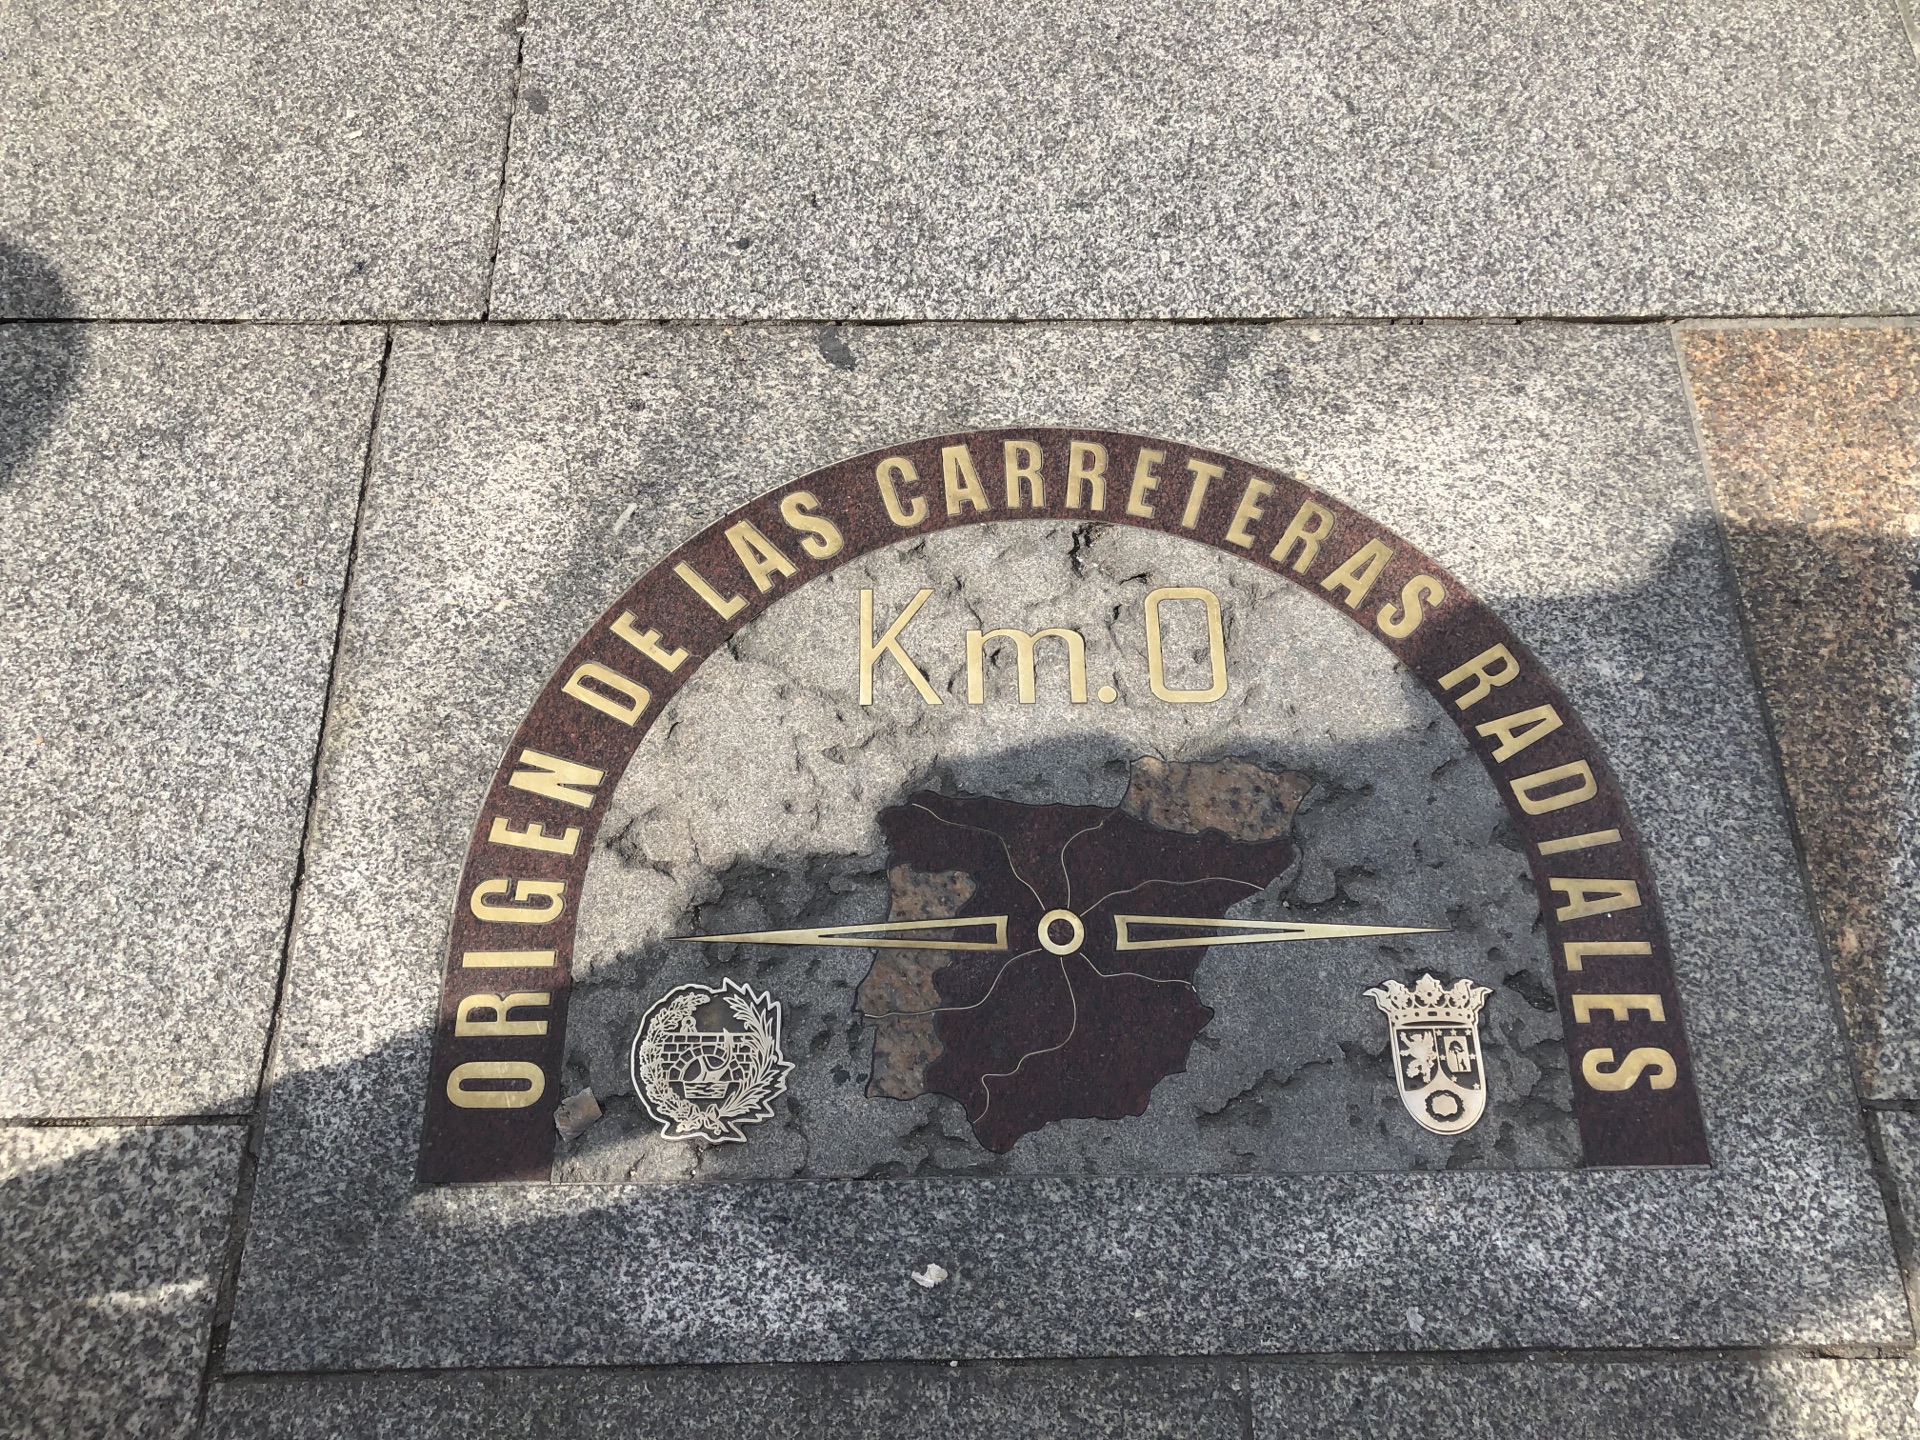 ORIGEN DE LAS CARRETERAS RADIALES
Km.0